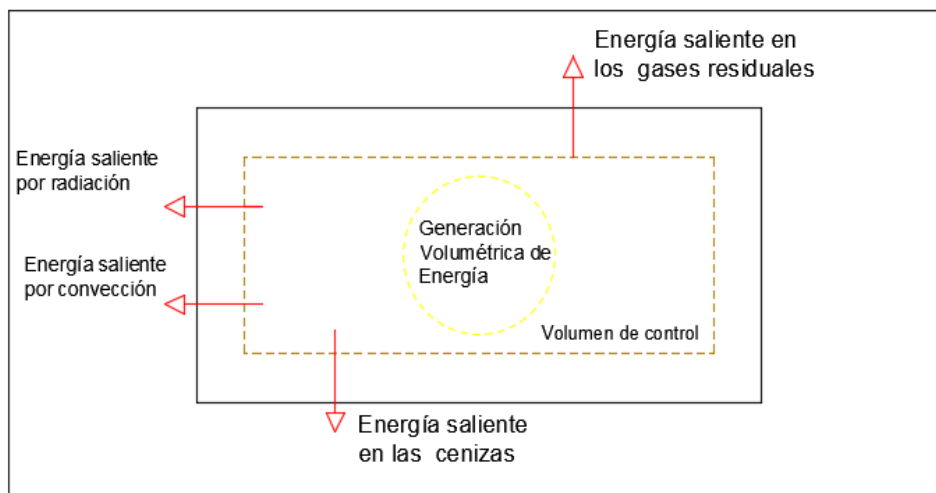 Energía saliente en
los gases residuales
Energía saliente
por radiación
Generación
Volumétrica de
Energía
Energía saliente
por convección
Volumen de control
Energía saliente
en las cenizas